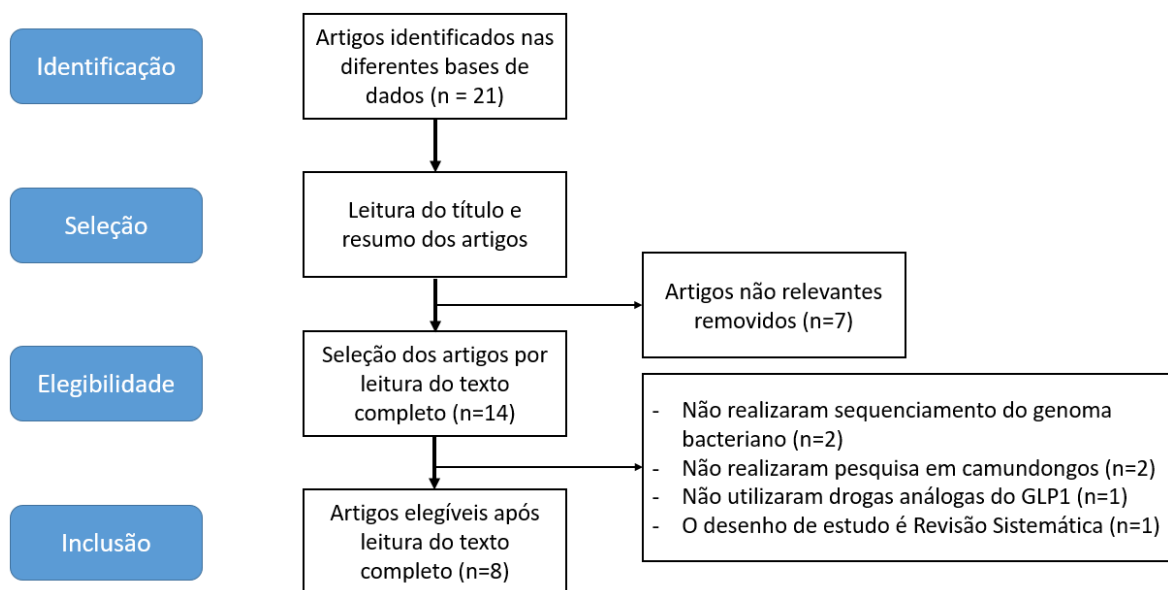 Identificação
Artigos identificados nas
diferentes bases de
dados (n = 21)
Seleção
Leitura do título e
resumo dos artigos
Artigos não relevantes
removidos (n=7)
Elegibilidade
Seleção dos artigos por
leitura do texto
completo (n=14)
- Não realizaram sequenciamento do genoma
bacteriano (n=2)
- Não realizaram pesquisa em camundongos (n=2)
- Não utilizaram drogas análogas do GLP1 (n=1)
- O desenho de estudo é Revisão Sistemática (n=1)
Inclusão
Artigos elegíveis após
leitura do texto
completo (n=8)